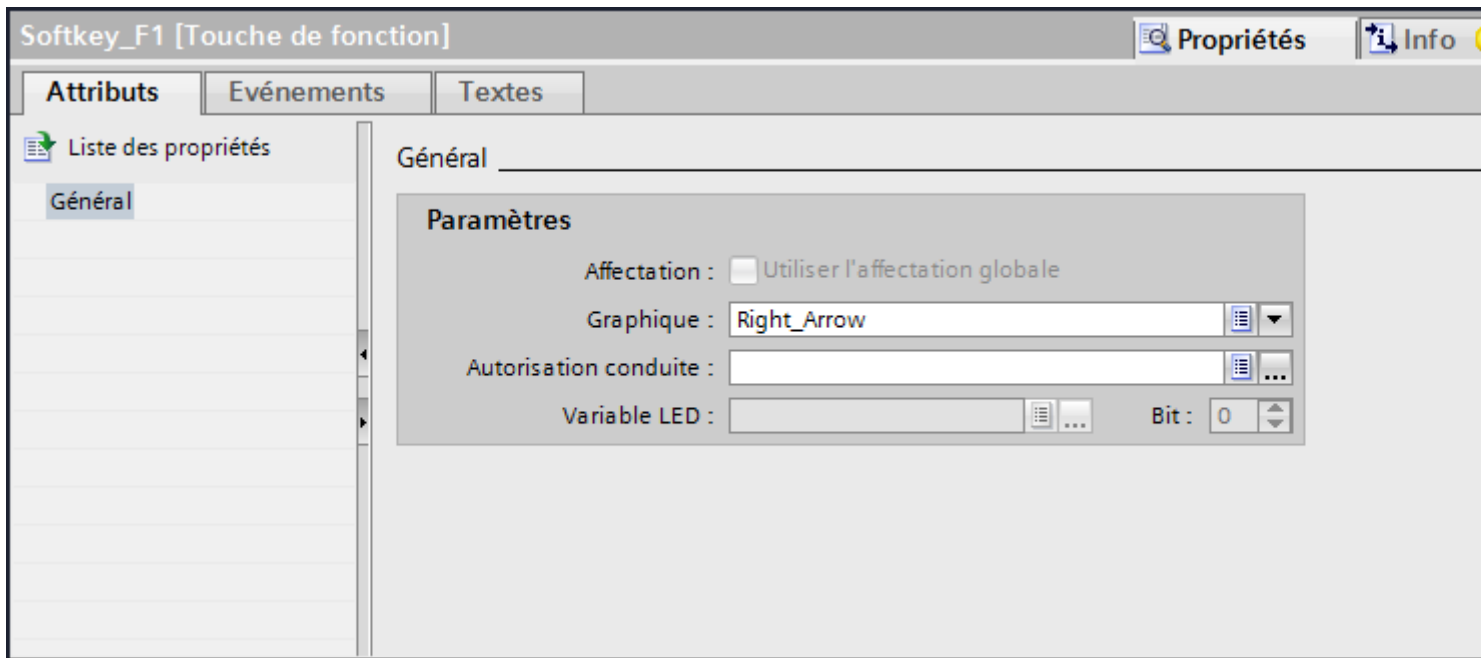 Softkey_F1 [Touche de fonction]
Propriétés
Info
Attributs
Evénements
Textes
Liste des propriétés
Général
Général
Paramètres
Affectation : Utiliser l'affectation globale
Graphique : Right_Arrow
Autorisation conduite : ...
Variable LED : ... Bit : 0